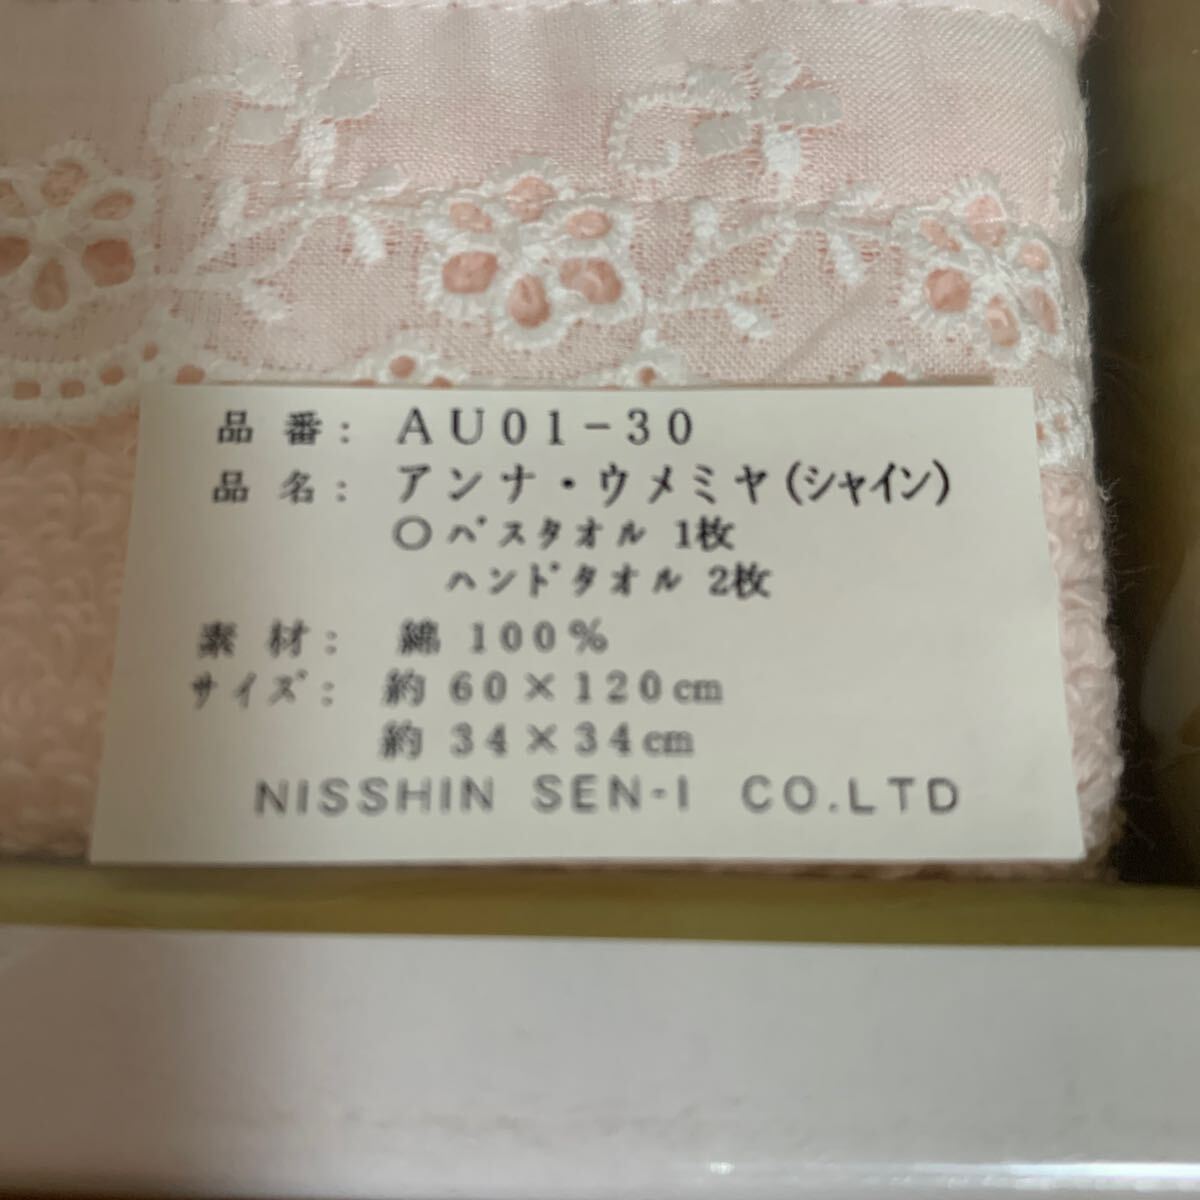 品 番： AU01－30
品 名： アンナ・ウメミヤ(シャイン)
〇バスタオル 1枚
ハンドタオル 2枚
素 材： 綿 100%
サイズ： 約 60×120cm
約 34×34cm
NISSHIN SEN-I CO.LTD